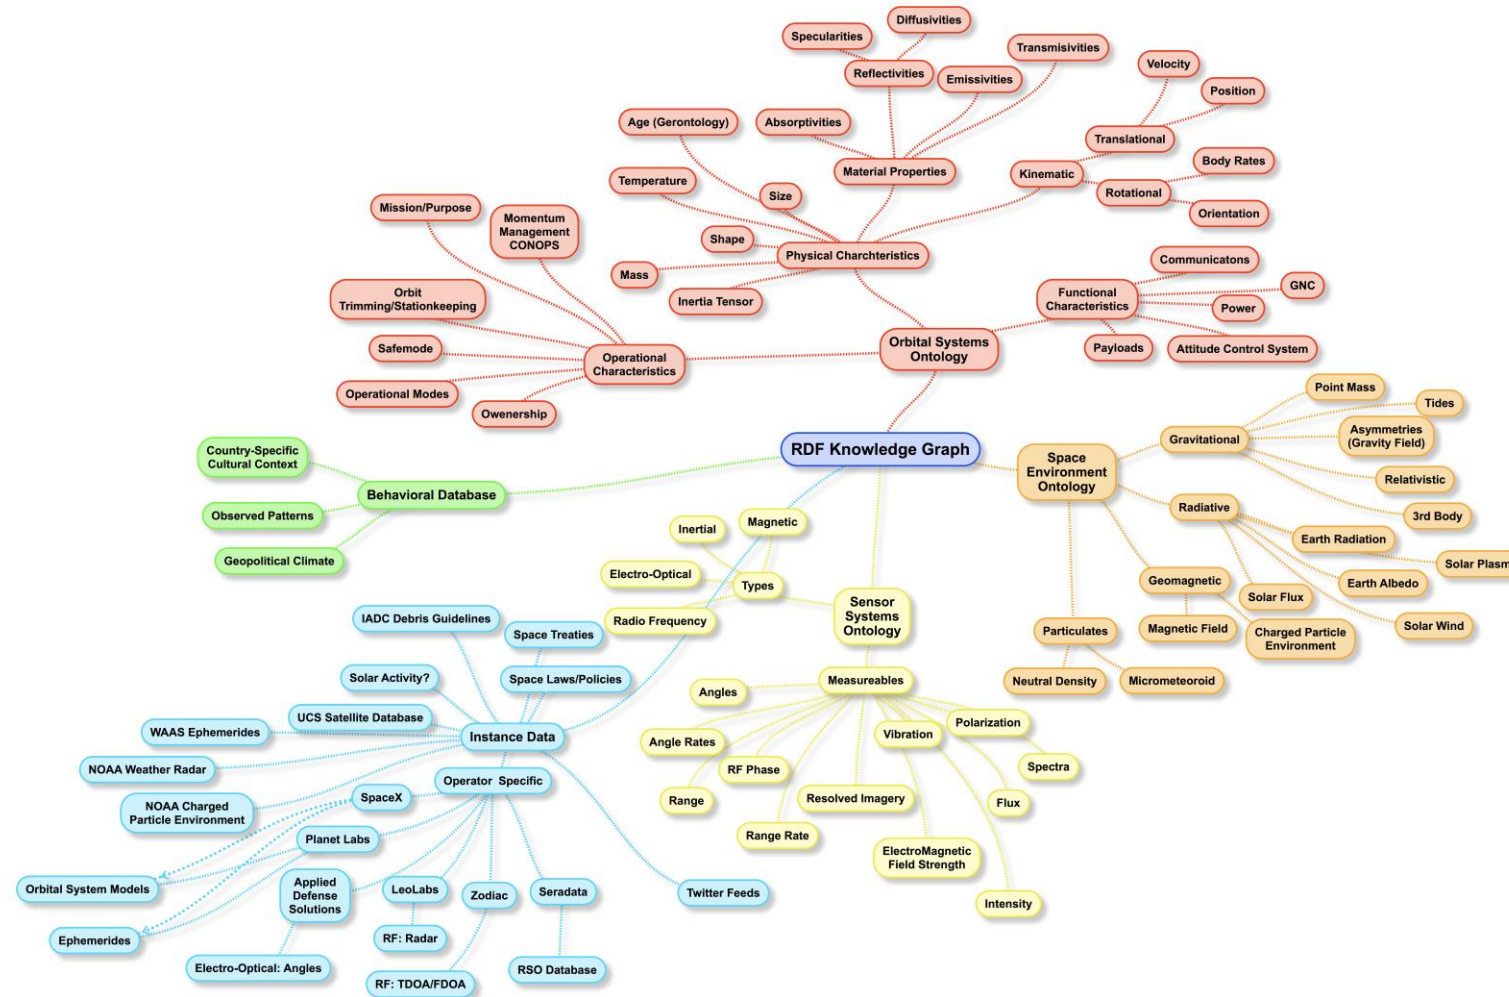 Diffusivities
Specularities
Transmisivities
Reflectivities
Emissivities
Velocity
Position
Age (Gerontology)
Absorptivities
Translational
Material Properties
Kinematic
Body Rates
Temperature
Size
Rotational
Orientation
Mission/Purpose
Momentum
Management
CONOPS
Shape
Physical Charchteristics
Mass
Inertia Tensor
Communicatons
Functional
Characteristics
GNC
Power
Payloads
Attitude Control System
Orbit
Trimming/Stationkeeping
Safemode
Operational
Characteristics
Orbital Systems
Ontology
Operational Modes
Owenership
Point Mass
Tides
Gravitational
Asymmetries
(Gravity Field)
Relativistic
3rd Body
RDF Knowledge Graph
Space
Environment
Ontology
Radiative
Earth Radiation
Solar Plasm
Earth Albedo
Solar Flux
Solar Wind
Geomagnetic
Magnetic Field
Charged Particle
Environment
Particulates
Neutral Density
Micrometeoroid
Country-Specific
Cultural Context
Behavioral Database
Observed Patterns
Geopolitical Climate
Magnetic
Inertial
Electro-Optical
Types
Radio Frequency
Sensor
Systems
Ontology
Measureables
Angles
Angle Rates
RF Phase
Range
Range Rate
Resolved Imagery
Vibration
Polarization
Spectra
Flux
ElectroMagnetic
Field Strength
Intensity
IADC Debris Guidelines
Space Treaties
Solar Activity?
Space Laws/Policies
UCS Satellite Database
WAAS Ephemerides
Instance Data
NOAA Weather Radar
Operator Specific
NOAA Charged
Particle Environment
SpaceX
Planet Labs
Orbital System Models
Applied
Defense
Solutions
LeoLabs
Zodiac
Seradata
Twitter Feeds
Ephemerides
RF: Radar
Electro-Optical: Angles
RF: TDOA/FDOA
RSO Database